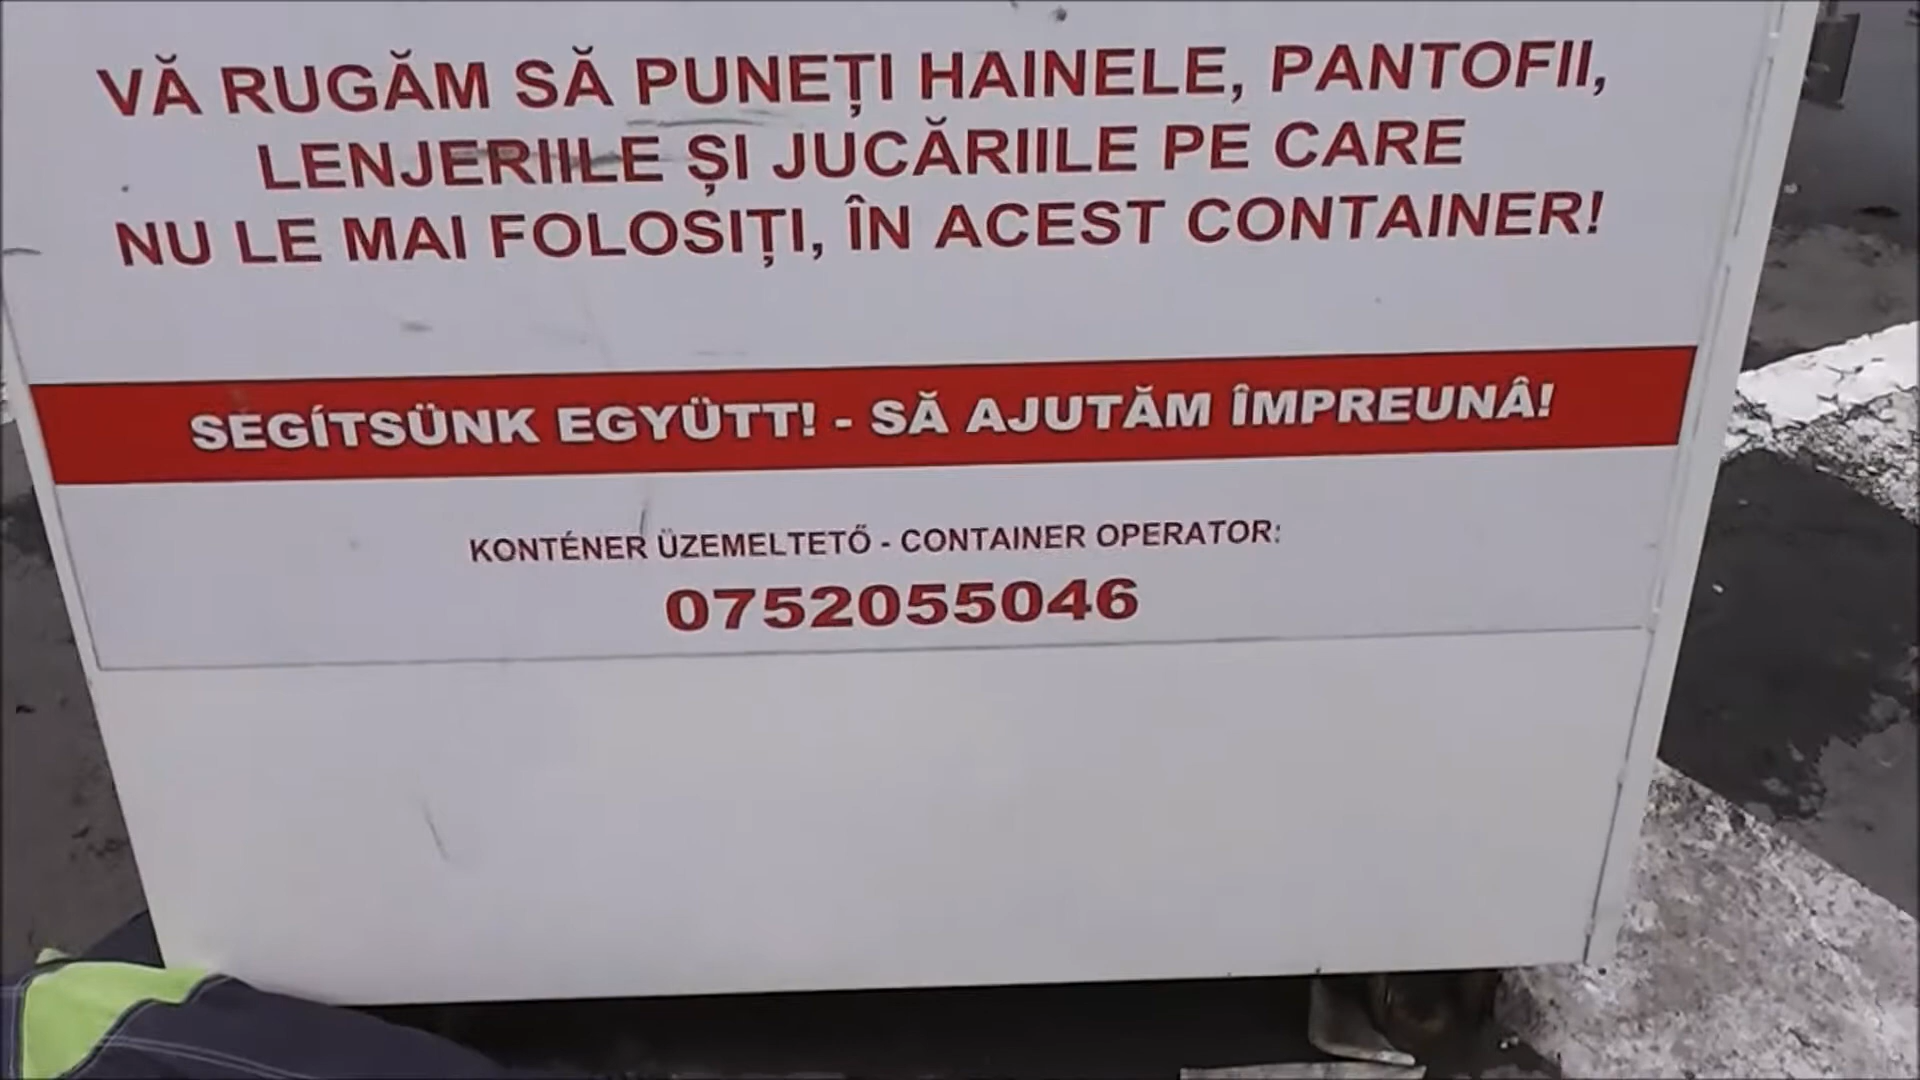 VĂ RUGĂM SĂ PUNEȚI HAINELE, PANTOFII,
LENJERIILE ȘI JUCĂRIILE PE CARE
NU LE MAI FOLOSIȚI, ÎN ACEST CONTAINER!
SEGÍTSÜNK EGYÜTT! - SĂ AJUTĂM ÎMPREUNÂ!
KONTÉNER ÜZEMELTETŐ - CONTAINER OPERATOR:
0752055046